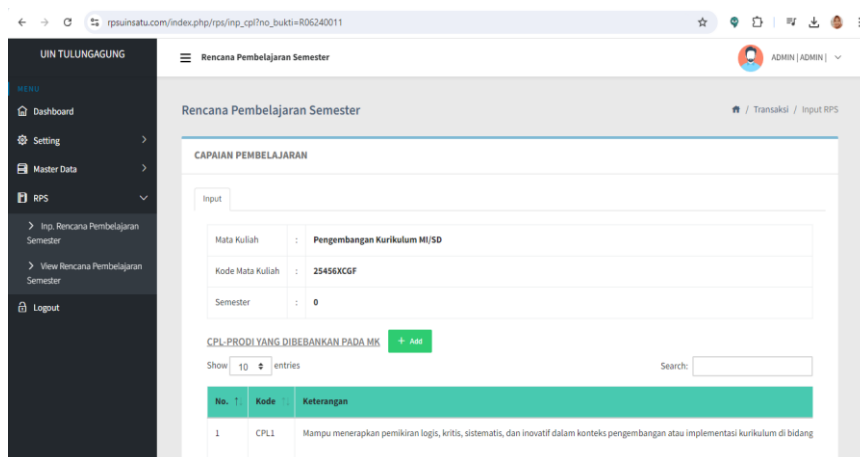 rpsuinsatu.com/index.php/rps/inp_cpl?no_bukti=R06240011
UIN TULUNGAGUNG
Rencana Pembelajaran Semester
ADMIN | ADMIN |
MENU
Dashboard
Setting
Master Data
RPS
Inp. Rencana Pembelajaran
Semester
View Rencana Pembelajaran
Semester
Logout
Rencana Pembelajaran Semester
/ Transaksi / Input RPS
CAPAIAN PEMBELAJARAN
Input
Mata Kuliah : Pengembangan Kurikulum MI/SD
Kode Mata Kuliah : 25456XCGF
Semester : 0
CPL-PRODI YANG DIBEBANKAN PADA MK + Add
Show 10 entries
Search:
No. Kode Keterangan
1 CPL1 Mampu menerapkan pemikiran logis, kritis, sistematis, dan inovatif dalam konteks pengembangan atau implementasi kurikulum di bidang